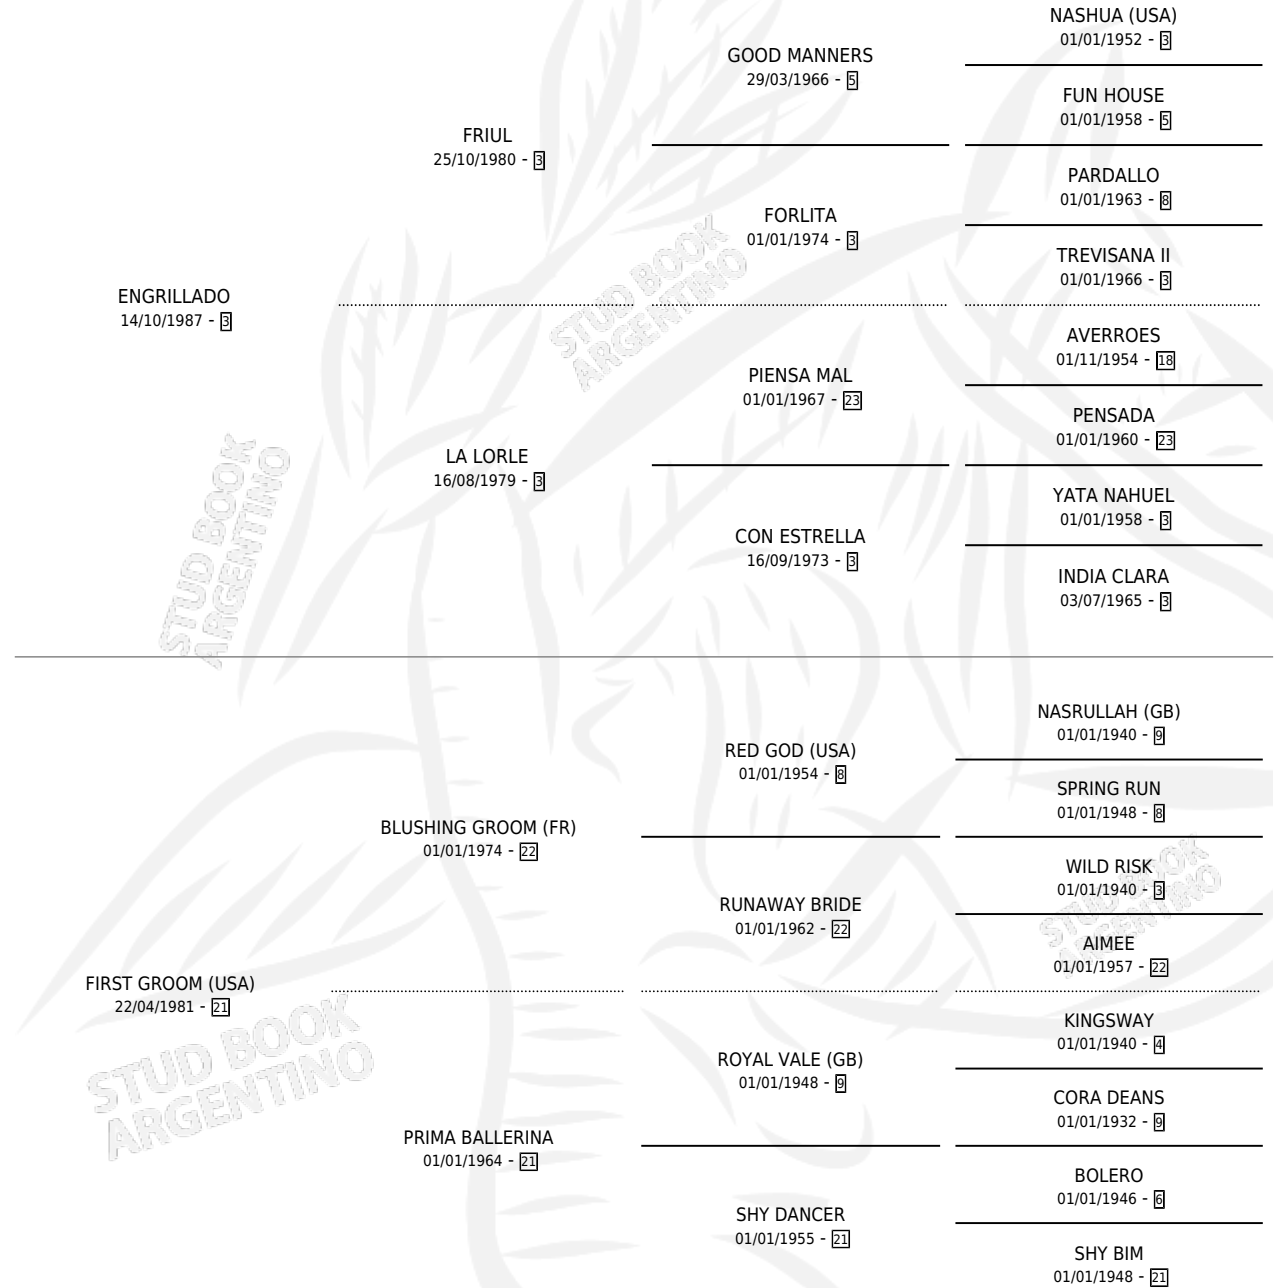 NASHUA (USA)
01/01/1952 - 3
GOOD MANNERS
29/03/1966 - 5
FUN HOUSE
01/01/1958 - 5
FRIUL
25/10/1980 - 3
PARDALLO
01/01/1963 - 8
FORLITA
01/01/1974 - 3
TREVISANA II
01/01/1966 - 3
ENGRILLADO
14/10/1987 - 3
AVERROES
01/11/1954 - 18
PIENSA MAL
01/01/1967 - 23
PENSADA
01/01/1960 - 23
LA LORLE
16/08/1979 - 3
YATA NAHUEL
01/01/1958 - 3
CON ESTRELLA
16/09/1973 - 3
INDIA CLARA
03/07/1965 - 3
STUD BOOK
ARGENTINO
STUD BOOK
ARGENTINO
NASRULLAH (GB)
01/01/1940 - 9
RED GOD (USA)
01/01/1954 - 8
SPRING RUN
01/01/1948 - 8
BLUSHING GROOM (FR)
01/01/1974 - 22
WILD RISK
01/01/1940 - 3
RUNAWAY BRIDE
01/01/1962 - 22
AIMEE
01/01/1957 - 22
STUD BOOK
ARGENTINO
FIRST GROOM (USA)
22/04/1981 - 21
KINGSWAY
01/01/1940 - 4
ROYAL VALE (GB)
01/01/1948 - 9
CORA DEANS
01/01/1932 - 9
STUD BOOK
ARGENTINO
PRIMA BALLERINA
01/01/1964 - 21
BOLERO
01/01/1946 - 6
SHY DANCER
01/01/1955 - 21
SHY BIM
01/01/1948 - 21